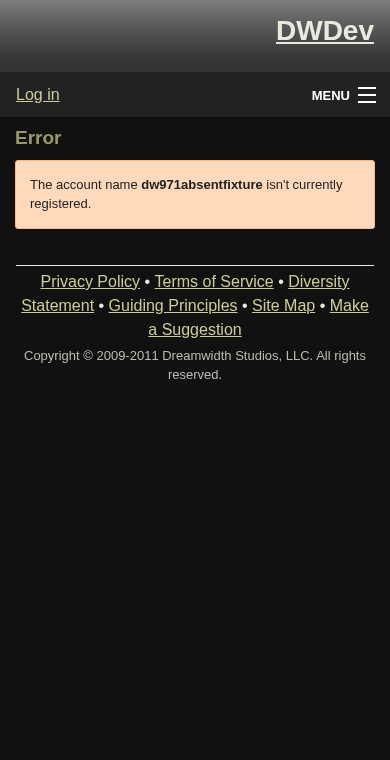 DWDev
Log in
MENU
Error
The account name dw971absentfixture isn't currently
registered.
Privacy Policy • Terms of Service • Diversity
Statement • Guiding Principles • Site Map • Make
a Suggestion
Copyright © 2009-2011 Dreamwidth Studios, LLC. All rights
reserved.